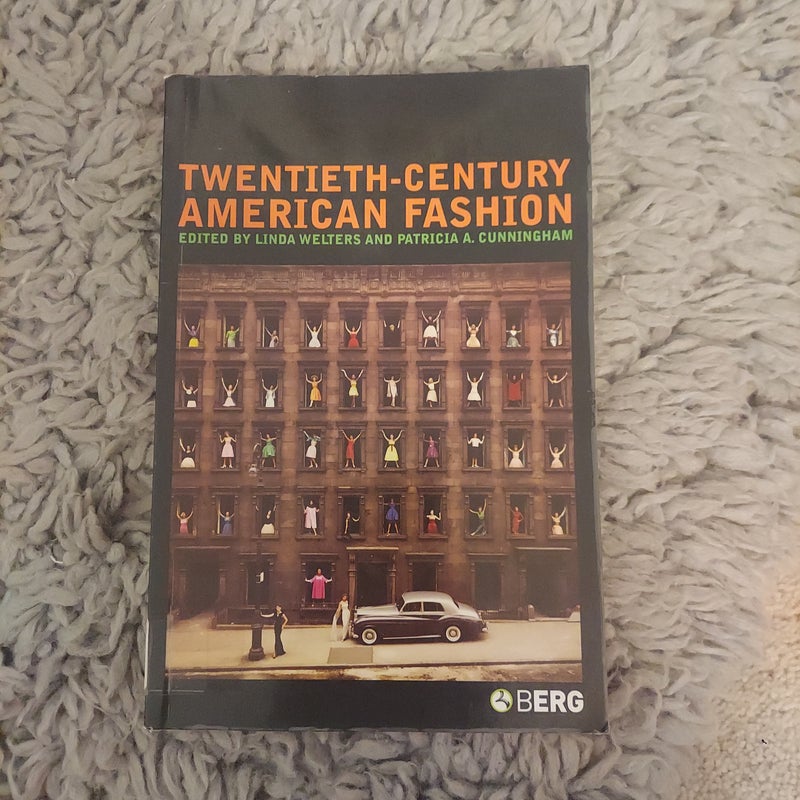 TWENTIETH-CENTURY
AMERICAN FASHION
EDITED BY LINDA WELTERS AND PATRICIA A. CUNNINGHAM
BERG